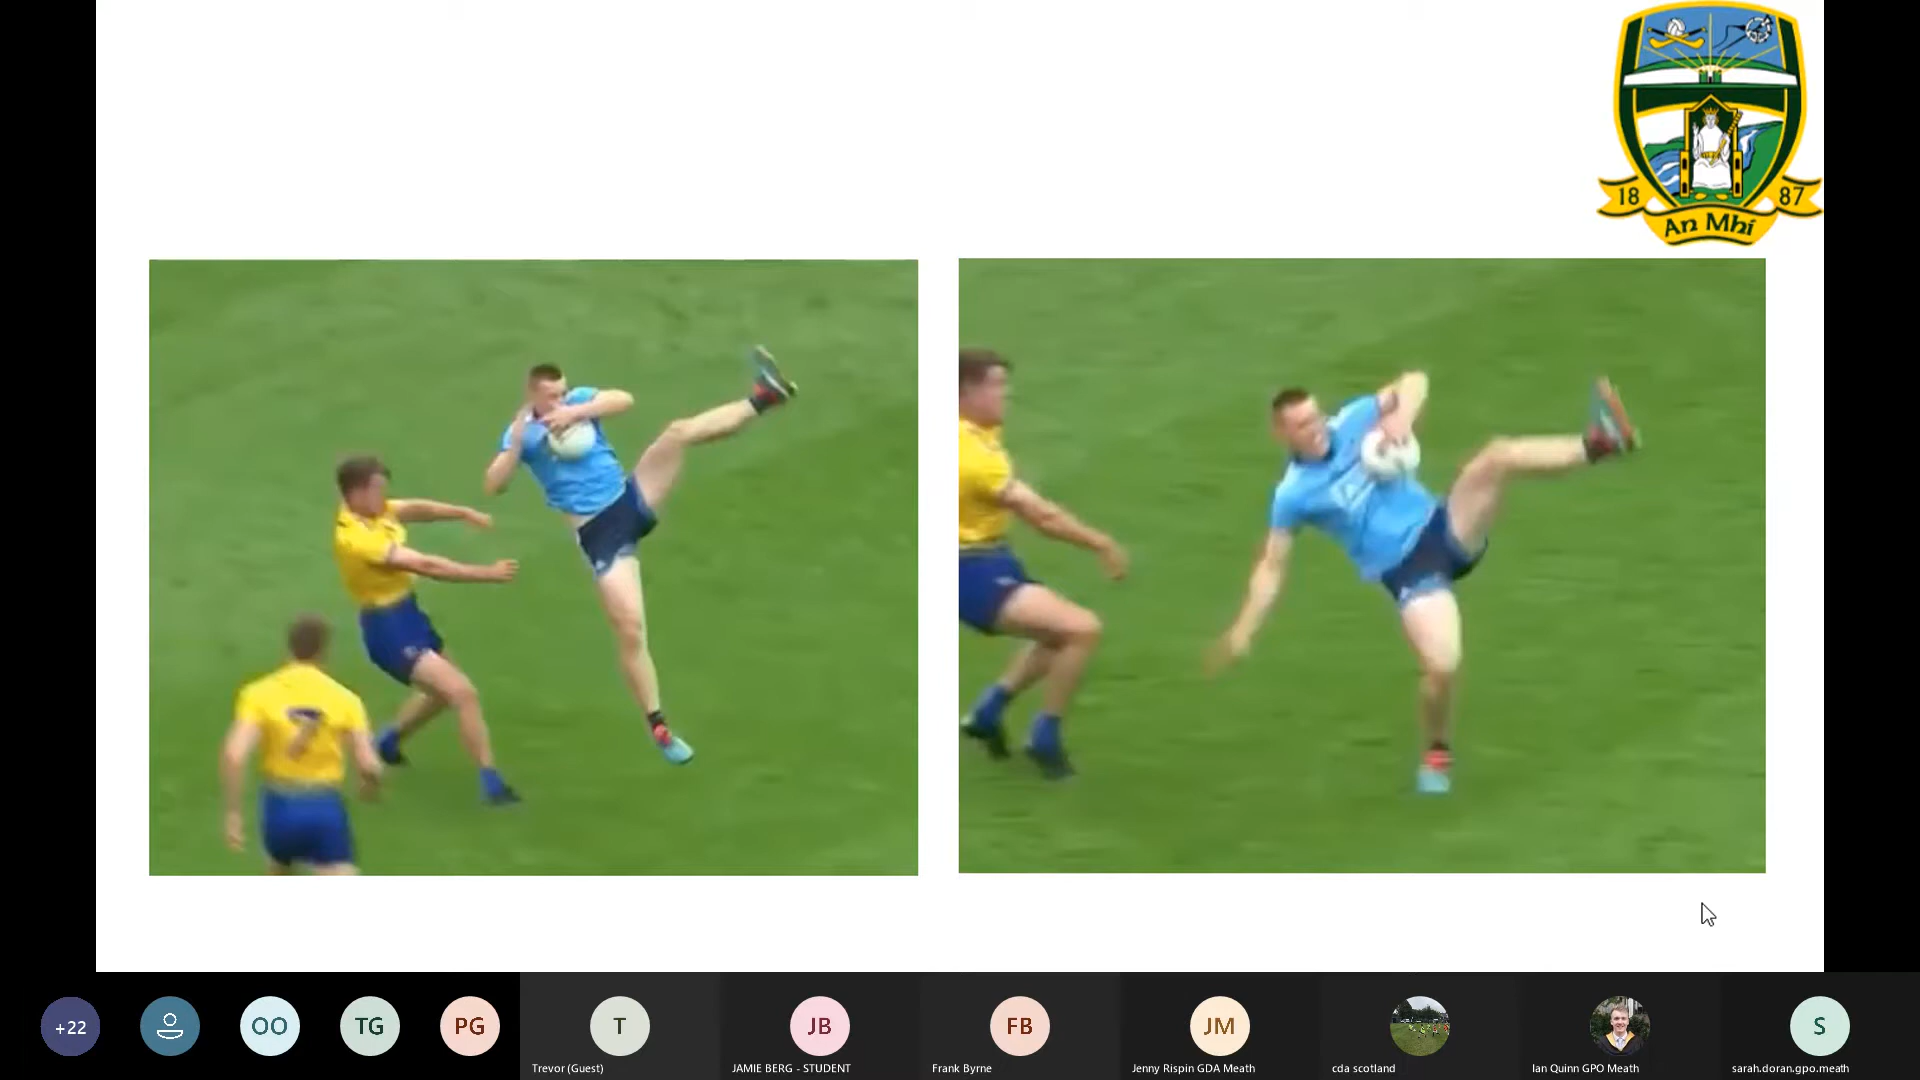 18 87
An Mhí
7
+22
OO
TG
PG
T
JB
FB
JM
S
Trevor (Guest)
JAMIE BERG - STUDENT
Frank Byrne
Jenny Rispin GDA Meath
cda scotland
Ian Quinn GPO Meath
sarah.doran.gpo.meath